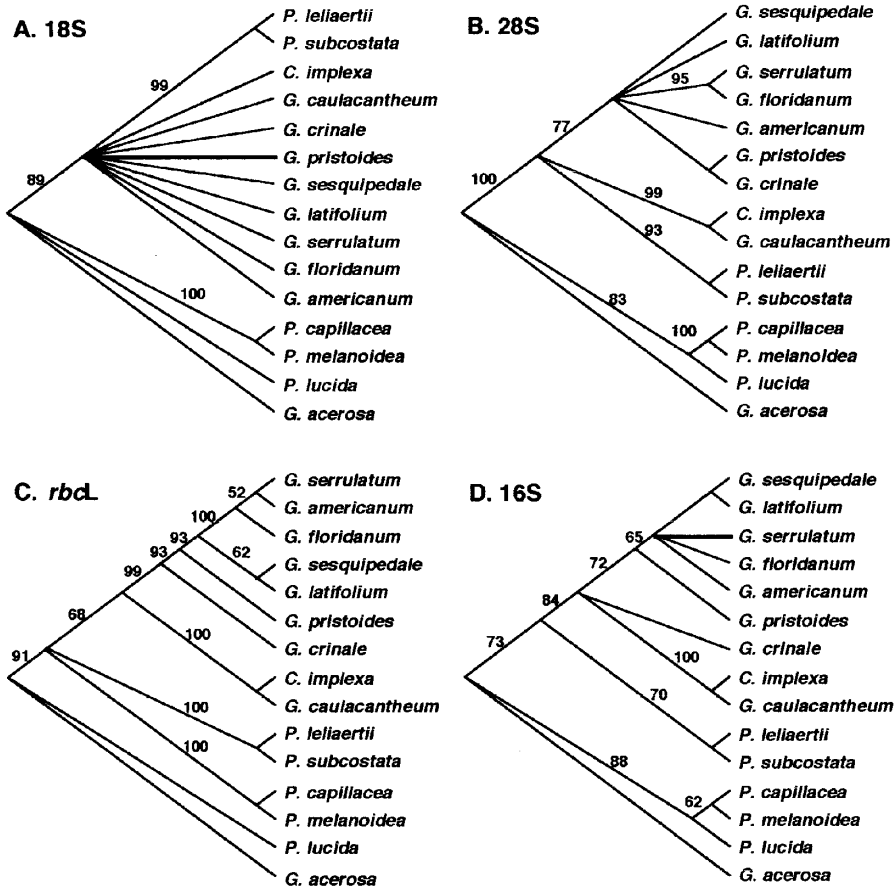 A. 18S
P. leliaertii
P. subcostata
C. implexa
G. caulacantheum
G. crinale
G. pristoides
G. sesquipedale
G. latifolium
G. serrulatum
G. floridanum
G. americanum
P. capillacea
P. melanoidea
P. lucida
G. acerosa
99
89
100
B. 28S
G. sesquipedale
G. latifolium
G. serrulatum
G. floridanum
G. americanum
G. pristoides
G. crinale
C. implexa
G. caulacantheum
P. leliaertii
P. subcostata
P. capillacea
P. melanoidea
P. lucida
G. acerosa
95
77
100
99
93
83
100
C. rbcL
G. serrulatum
G. americanum
G. floridanum
G. sesquipedale
G. latifolium
G. pristoides
G. crinale
C. implexa
G. caulacantheum
P. leliaertii
P. subcostata
P. capillacea
P. melanoidea
P. lucida
G. acerosa
52
100
93
93
62
99
68
100
91
100
100
D. 16S
G. sesquipedale
G. latifolium
G. serrulatum
G. floridanum
G. americanum
G. pristoides
G. crinale
C. implexa
G. caulacantheum
P. leliaertii
P. subcostata
P. capillacea
P. melanoidea
P. lucida
G. acerosa
65
72
84
73
100
70
88
62